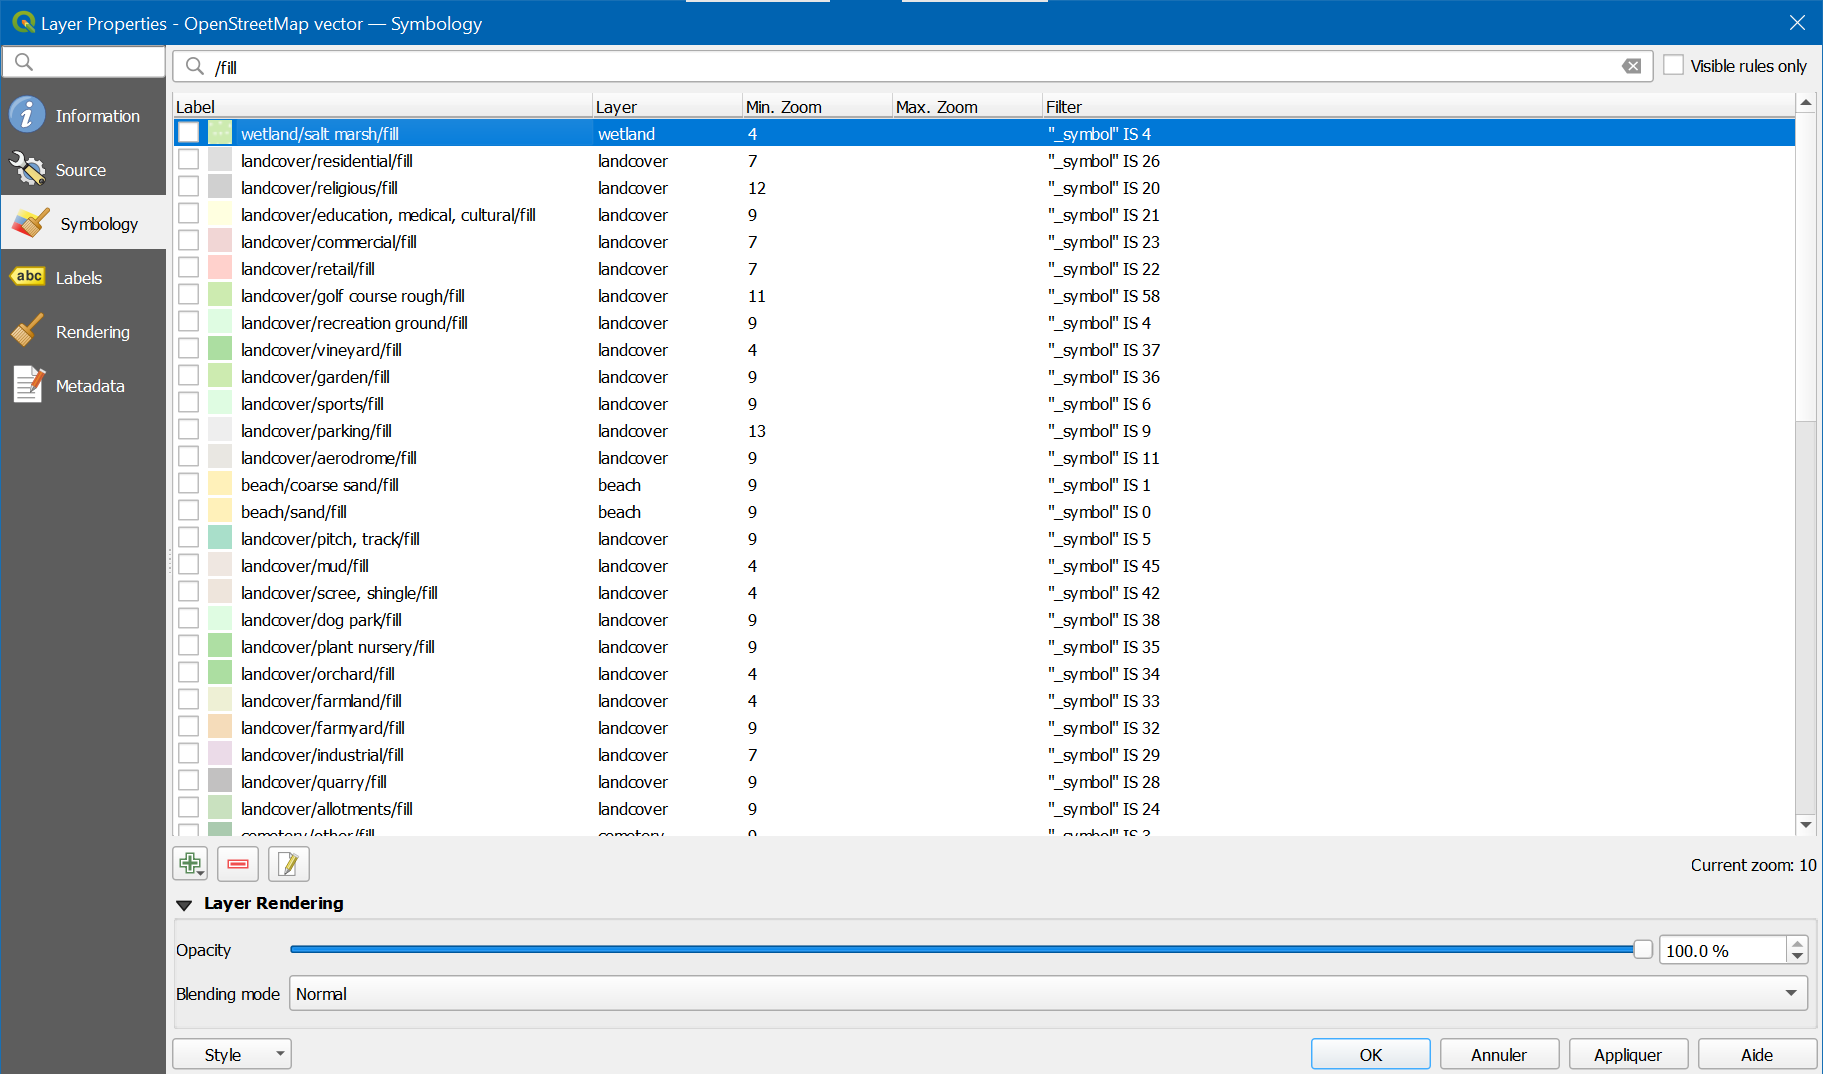 Layer Properties - OpenStreetMap vector — Symbology
/fill
Visible rules only
Information
Source
Symbology
abc Labels
Rendering
Metadata
Label Layer Min. Zoom Max. Zoom Filter
wetland/salt marsh/fill wetland 4 "_symbol" IS 4
landcover/residential/fill landcover 7 "_symbol" IS 26
landcover/religious/fill landcover 12 "_symbol" IS 20
landcover/education, medical, cultural/fill landcover 9 "_symbol" IS 21
landcover/commercial/fill landcover 7 "_symbol" IS 23
landcover/retail/fill landcover 7 "_symbol" IS 22
landcover/golf course rough/fill landcover 11 "_symbol" IS 58
landcover/recreation ground/fill landcover 9 "_symbol" IS 4
landcover/vineyard/fill landcover 4 "_symbol" IS 37
landcover/garden/fill landcover 9 "_symbol" IS 36
landcover/sports/fill landcover 9 "_symbol" IS 6
landcover/parking/fill landcover 13 "_symbol" IS 9
landcover/aerodrome/fill landcover 9 "_symbol" IS 11
beach/coarse sand/fill beach 9 "_symbol" IS 1
beach/sand/fill beach 9 "_symbol" IS 0
landcover/pitch, track/fill landcover 9 "_symbol" IS 5
landcover/mud/fill landcover 4 "_symbol" IS 45
landcover/scree, shingle/fill landcover 4 "_symbol" IS 42
landcover/dog park/fill landcover 9 "_symbol" IS 38
landcover/plant nursery/fill landcover 9 "_symbol" IS 35
landcover/orchard/fill landcover 4 "_symbol" IS 34
landcover/farmland/fill landcover 4 "_symbol" IS 33
landcover/farmyard/fill landcover 9 "_symbol" IS 32
landcover/industrial/fill landcover 7 "_symbol" IS 29
landcover/quarry/fill landcover 9 "_symbol" IS 28
landcover/allotments/fill landcover 9 "_symbol" IS 24
cemetery/other/fill cemetery 9 "_symbol" IS 3
Current zoom: 10
Layer Rendering
Opacity 100.0 %
Blending mode Normal
Style OK Annuler Appliquer Aide